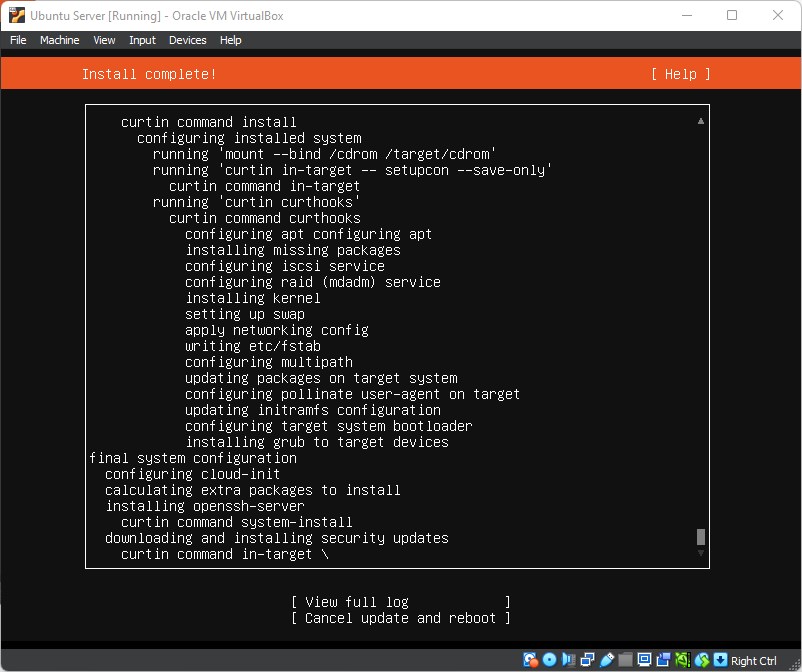 Ubuntu Server [Running] - Oracle VM VirtualBox
File Machine View Input Devices Help
Install complete! [ Help ]
curtin command install
configuring installed system
running 'mount --bind /cdrom /target/cdrom'
running 'curtin in-target -- setupcon --save-only'
curtin command in-target
running 'curtin curthooks'
curtin command curthooks
configuring apt configuring apt
installing missing packages
configuring iscsi service
configuring raid (mdadm) service
installing kernel
setting up swap
apply networking config
writing etc/fstab
configuring multipath
updating packages on target system
configuring pollinate user-agent on target
updating initramfs configuration
configuring target system bootloader
installing grub to target devices
final system configuration
configuring cloud-init
calculating extra packages to install
installing openssh-server
curtin command system-install
downloading and installing security updates
curtin command in-target \
[ View full log ]
[ Cancel update and reboot ]
Right Ctrl